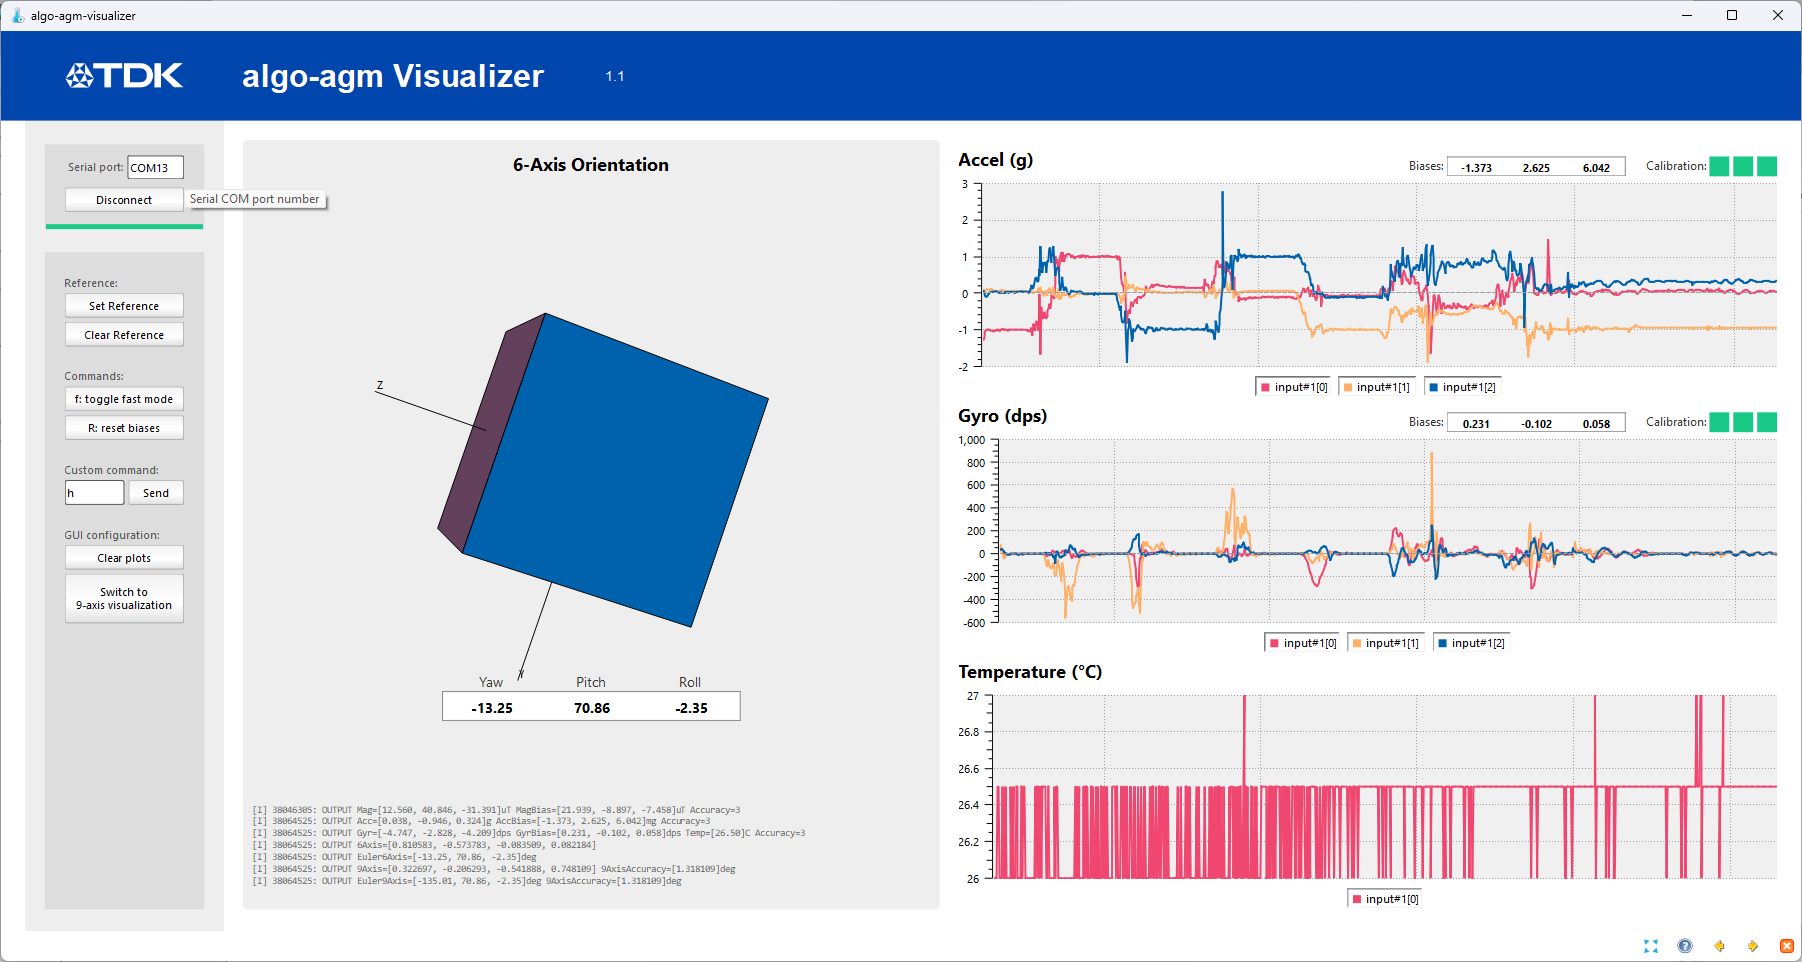 algo-agm-visualizer
TDK
algo-agm Visualizer
1.1
Serial port:
COM13
Disconnect
Serial COM port number
Reference:
Set Reference
Clear Reference
Commands:
f: toggle fast mode
R: reset biases
Custom command:
h
Send
GUI configuration:
Clear plots
Switch to
9-axis visualization
6-Axis Orientation
Z
Y
Yaw Pitch Roll
-13.25 70.86 -2.35
[I] 38046305: OUTPUT Mag=[12.560, 40.846, -31.391]uT MagBias=[21.939, -8.897, -7.458]uT Accuracy=3
[I] 38064525: OUTPUT Acc=[0.038, -0.946, 0.324]g AccBias=[-1.373, 2.625, 6.042]mg Accuracy=3
[I] 38064525: OUTPUT Gyr=[-4.747, -2.828, -4.209]dps GyrBias=[0.231, -0.102, 0.058]dps Temp=[26.50]C Accuracy=3
[I] 38064525: OUTPUT 6Axis=[0.810583, -0.573783, -0.083509, 0.082184]
[I] 38064525: OUTPUT Euler6Axis=[-13.25, 70.86, -2.35]deg
[I] 38064525: OUTPUT 9Axis=[0.322697, -0.206293, -0.541888, 0.748109] 9AxisAccuracy=[1.318109]deg
[I] 38064525: OUTPUT Euler9Axis=[-135.01, 70.86, -2.35]deg 9AxisAccuracy=[1.318109]deg
Accel (g)
Biases: -1.373 2.625 6.042 Calibration:
3
2
1
0
-1
-2
input#1[0] input#1[1] input#1[2]
Gyro (dps)
Biases: 0.231 -0.102 0.058 Calibration:
1,000
800
600
400
200
0
-200
-400
-600
input#1[0] input#1[1] input#1[2]
Temperature (°C)
27
26.8
26.6
26.4
26.2
26
input#1[0]